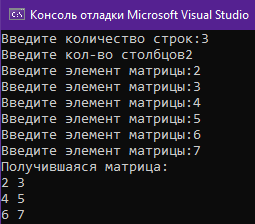 Консоль отладки Microsoft Visual Studio
Введите количество строк:3
Введите кол-во столбцов2
Введите элемент матрицы:2
Введите элемент матрицы:3
Введите элемент матрицы:4
Введите элемент матрицы:5
Введите элемент матрицы:6
Введите элемент матрицы:7
Получившаяся матрица:
2 3
4 5
6 7